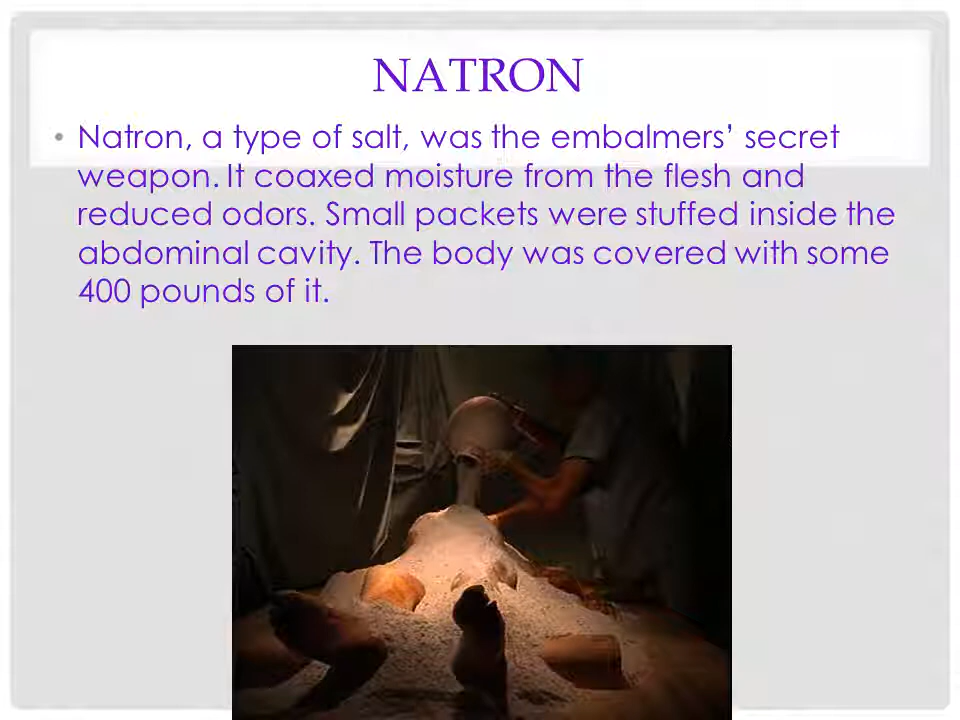 NATRON
• Natron, a type of salt, was the embalmers’ secret
weapon. It coaxed moisture from the flesh and
reduced odors. Small packets were stuffed inside the
abdominal cavity. The body was covered with some
400 pounds of it.